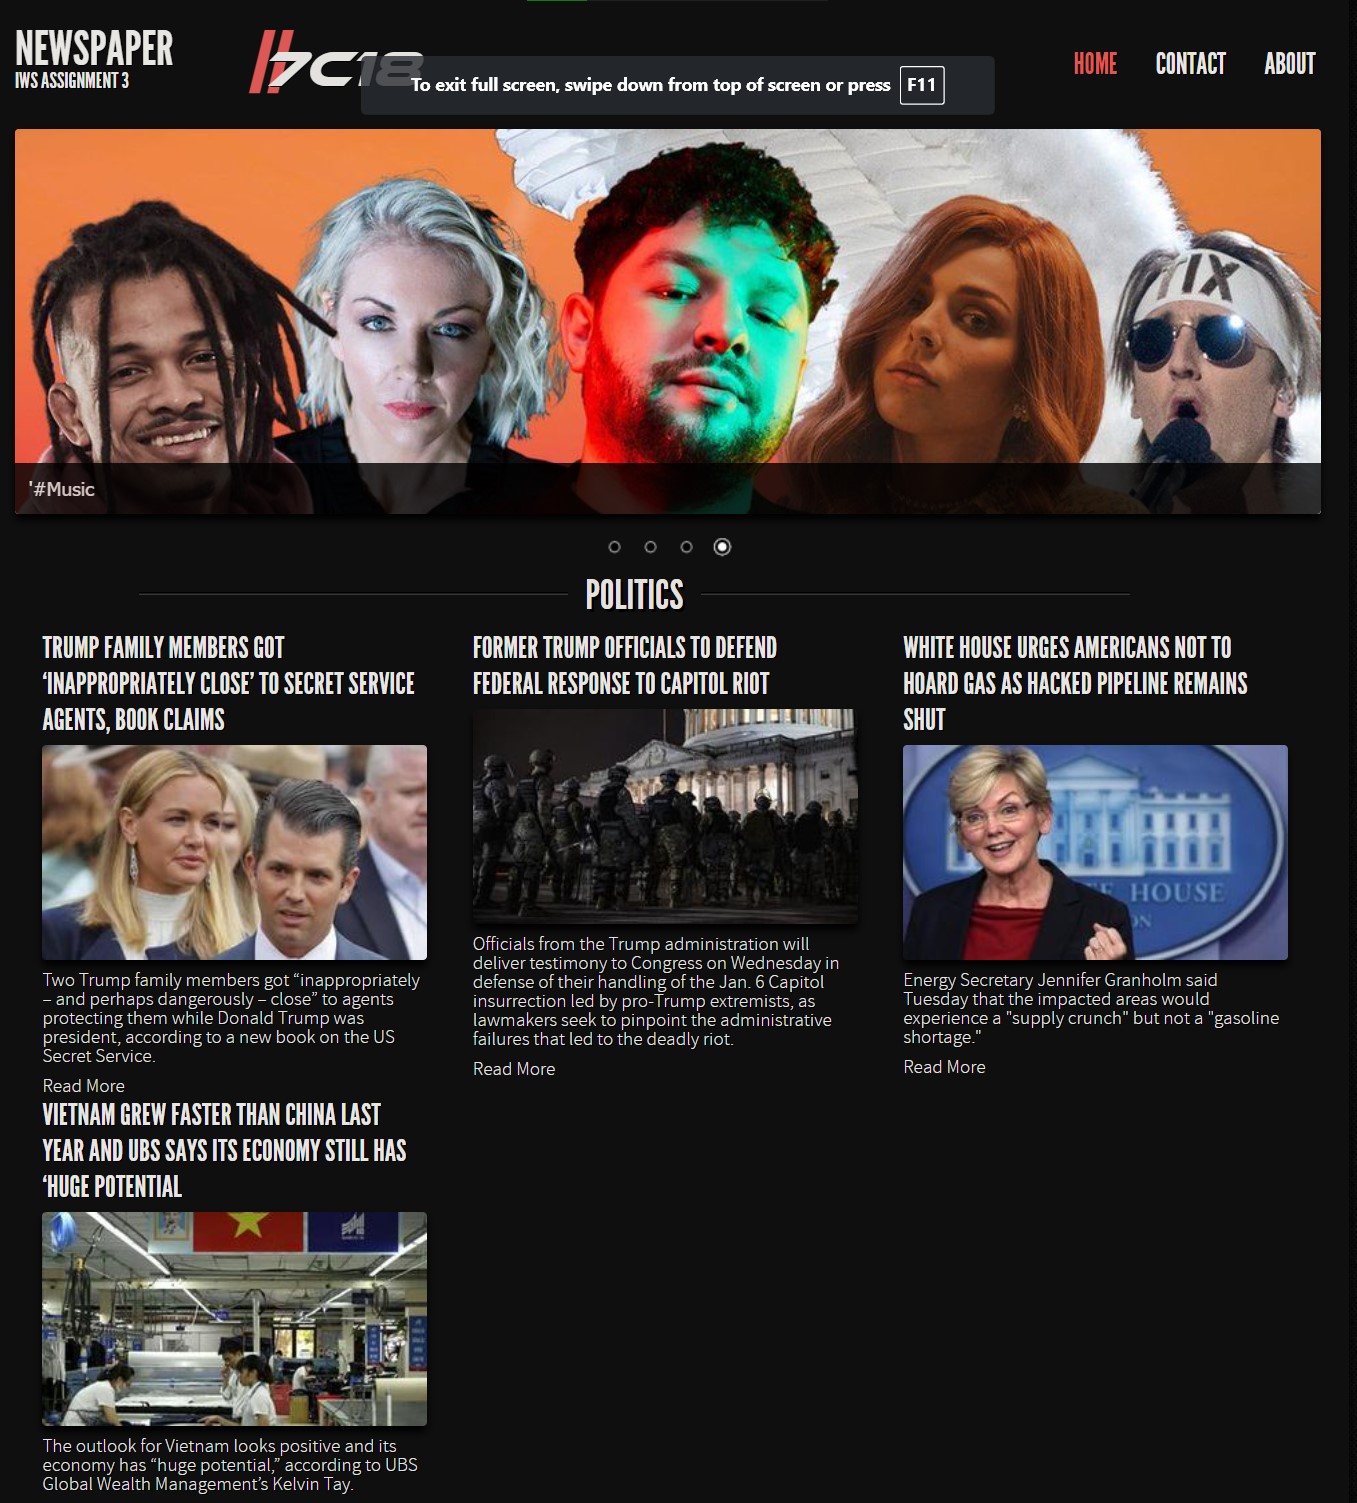 NEWSPAPER
IWS ASSIGNMENT 3
7C18
To exit full screen, swipe down from top of screen or press F11
HOME CONTACT ABOUT
'#Music
POLITICS
TRUMP FAMILY MEMBERS GOT
‘INAPPROPRIATELY CLOSE’ TO SECRET SERVICE
AGENTS, BOOK CLAIMS
Two Trump family members got “inappropriately
– and perhaps dangerously – close” to agents
protecting them while Donald Trump was
president, according to a new book on the US
Secret Service.
Read More
FORMER TRUMP OFFICIALS TO DEFEND
FEDERAL RESPONSE TO CAPITOL RIOT
Officials from the Trump administration will
deliver testimony to Congress on Wednesday in
defense of their handling of the Jan. 6 Capitol
insurrection led by pro-Trump extremists, as
lawmakers seek to pinpoint the administrative
failures that led to the deadly riot.
Read More
WHITE HOUSE URGES AMERICANS NOT TO
HOARD GAS AS HACKED PIPELINE REMAINS
SHUT
HOUSE
Energy Secretary Jennifer Granholm said
Tuesday that the impacted areas would
experience a "supply crunch" but not a "gasoline
shortage."
Read More
VIETNAM GREW FASTER THAN CHINA LAST
YEAR AND UBS SAYS ITS ECONOMY STILL HAS
‘HUGE POTENTIAL
The outlook for Vietnam looks positive and its
economy has “huge potential,” according to UBS
Global Wealth Management’s Kelvin Tay.